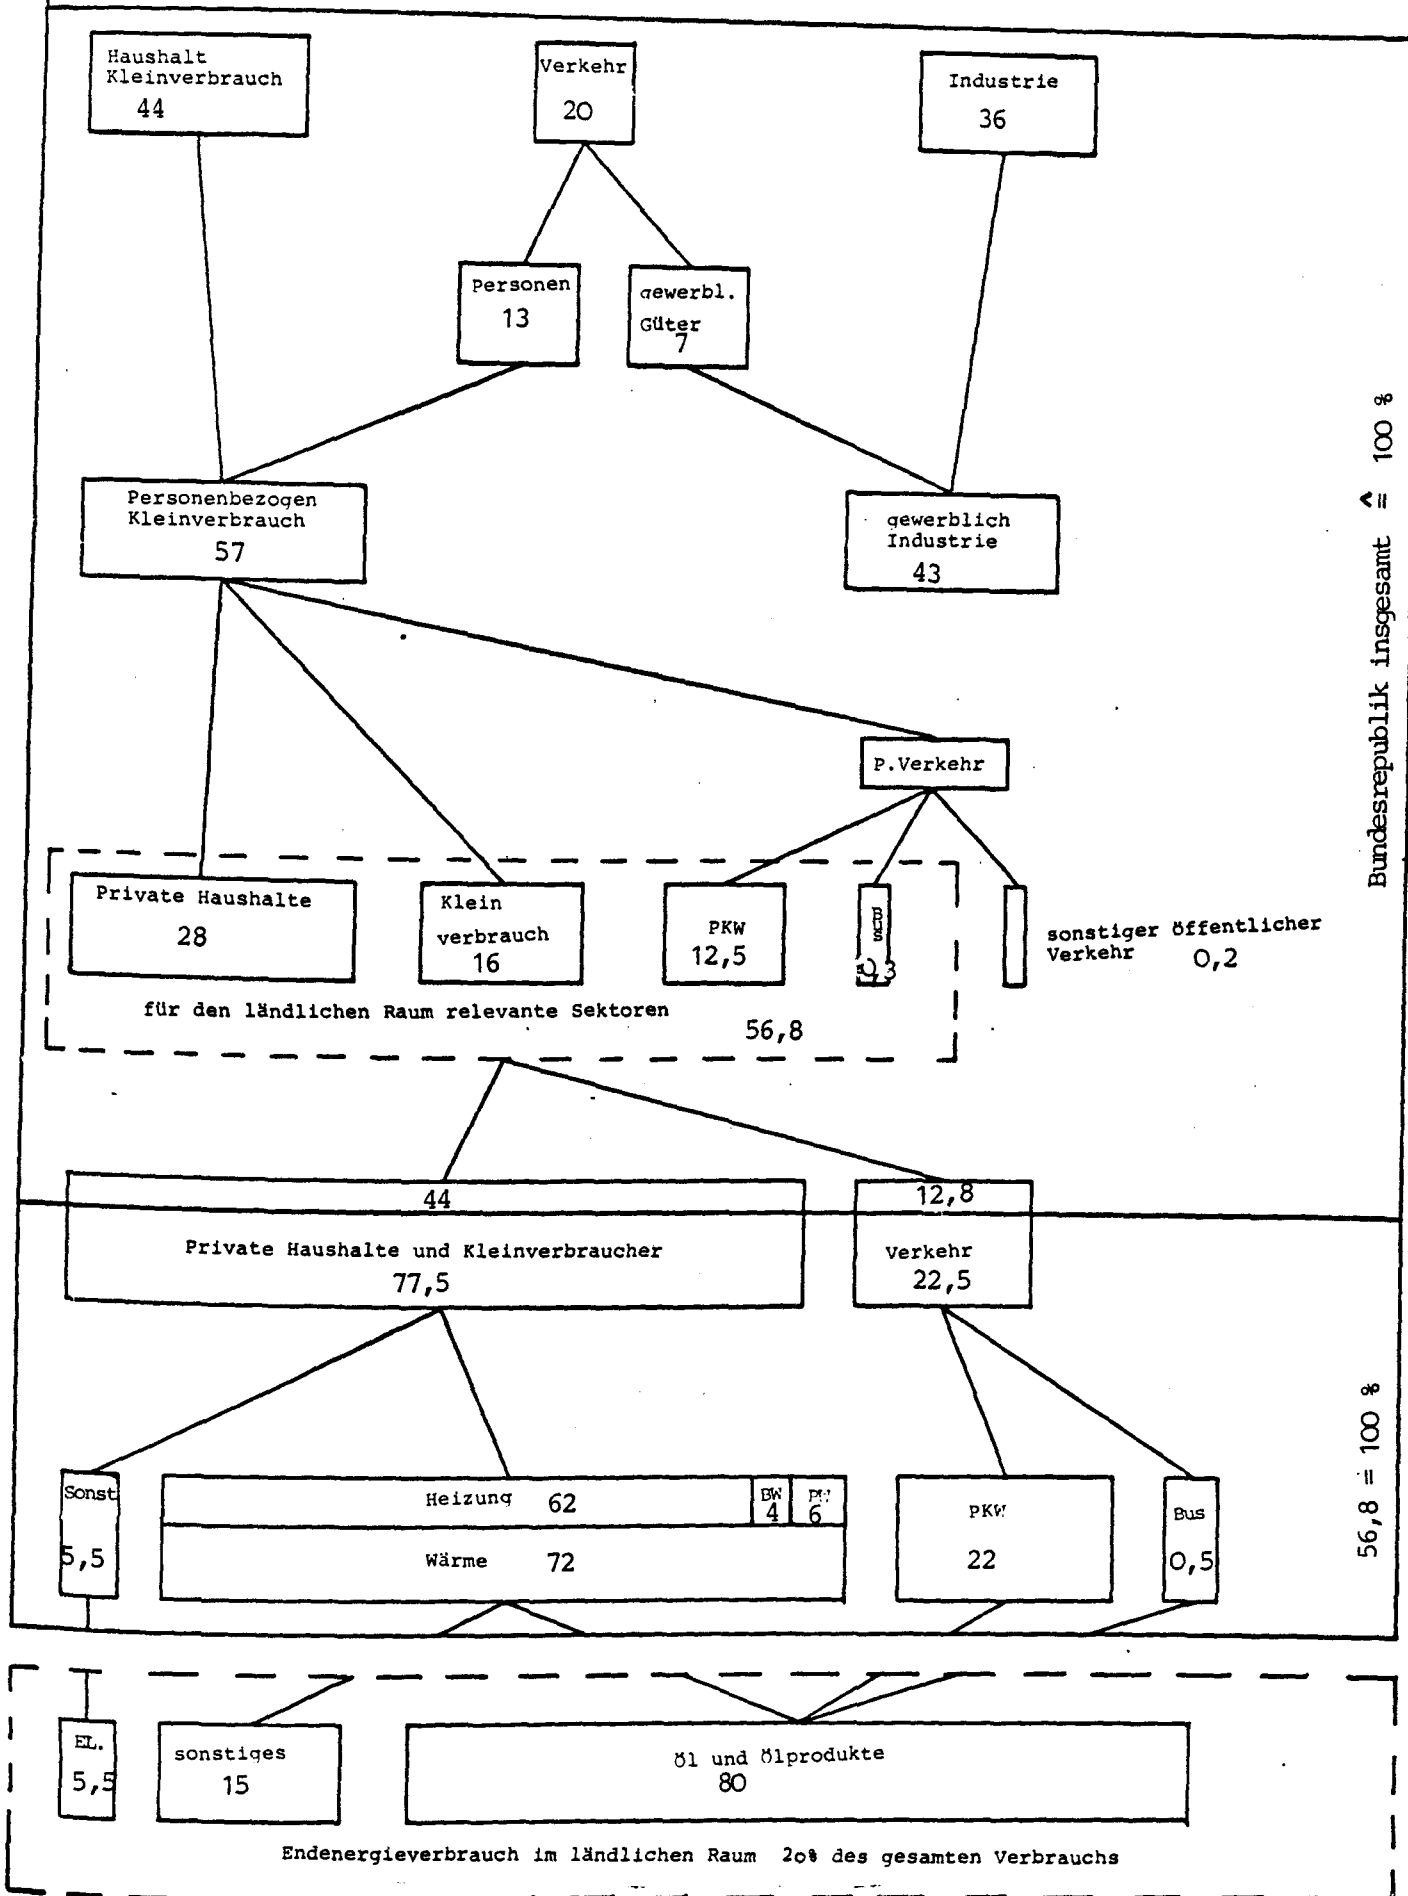 Haushalt
Kleinverbrauch
44
Verkehr
20
Industrie
36
Personen
13
gewerbl.
Güter
7
Personenbezogen
Kleinverbrauch
57
gewerblich
Industrie
43
Bundesrepublik insgesamt ≙ 100 %
P.Verkehr
Private Haushalte
28
Klein
verbrauch
16
PKW
12,5
Bus
0,3
sonstiger öffentlicher
Verkehr 0,2
für den ländlichen Raum relevante Sektoren
56,8
44
Private Haushalte und Kleinverbraucher
77,5
12,8
Verkehr
22,5
56,8 = 100 %
Sonst
5,5
Heizung 62
BW
4
6
Wärme 72
PKW
22
Bus
0,5
EL.
5,5
sonstiges
15
Öl und Ölprodukte
80
Endenergieverbrauch im ländlichen Raum 20% des gesamten Verbrauchs